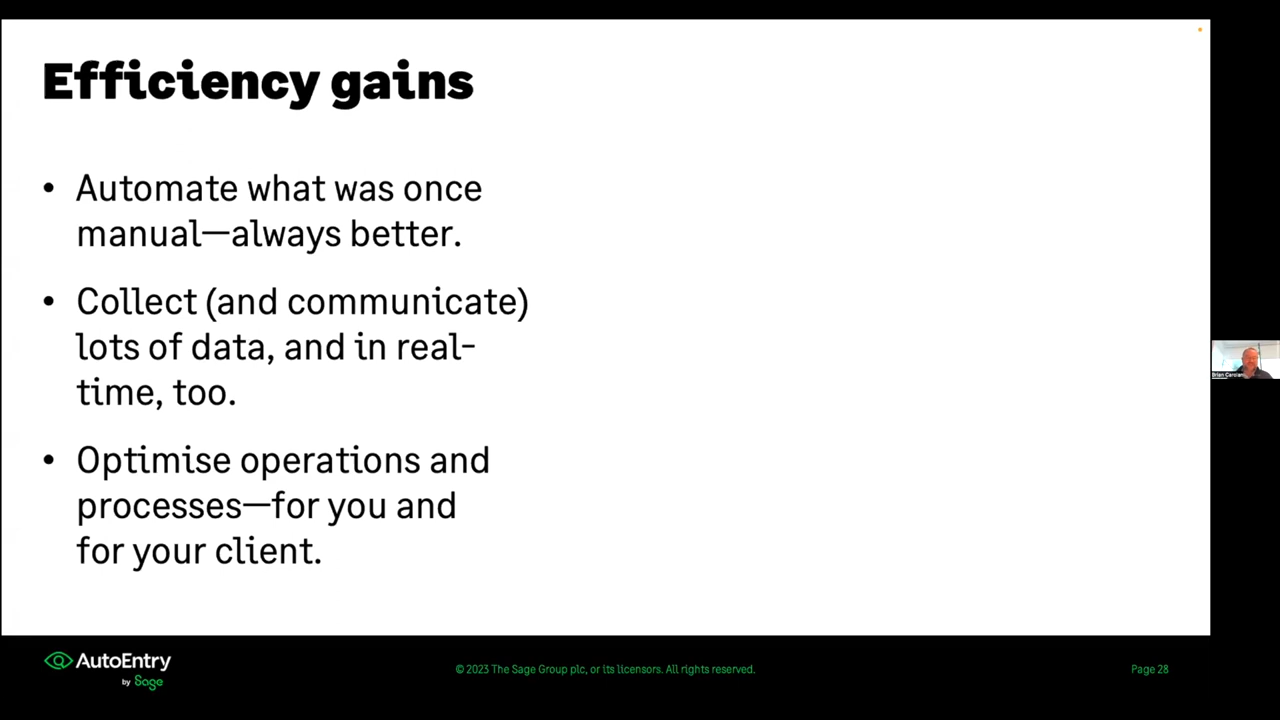 Efficiency gains
• Automate what was once
manual—always better.
• Collect (and communicate)
lots of data, and in real-
time, too.
• Optimise operations and
processes—for you and
for your client.
AutoEntry
by Sage
© 2023 The Sage Group plc, or its licensors. All rights reserved.
Page 28
Brian